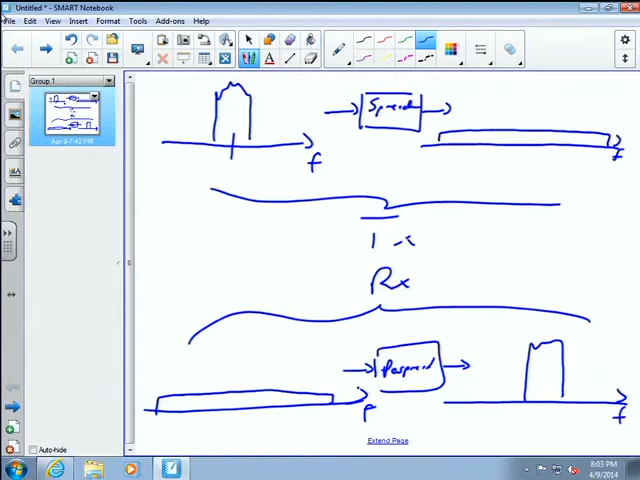 Untitled * - SMART Notebook
File Edit View Insert Format Tools Add-ons Help
Group 1
Apr 9-7:42 PM
Spread
f
f
Tx
Rx
Despread
f
f
Extend Page
Auto-hide
8:03 PM
4/9/2014